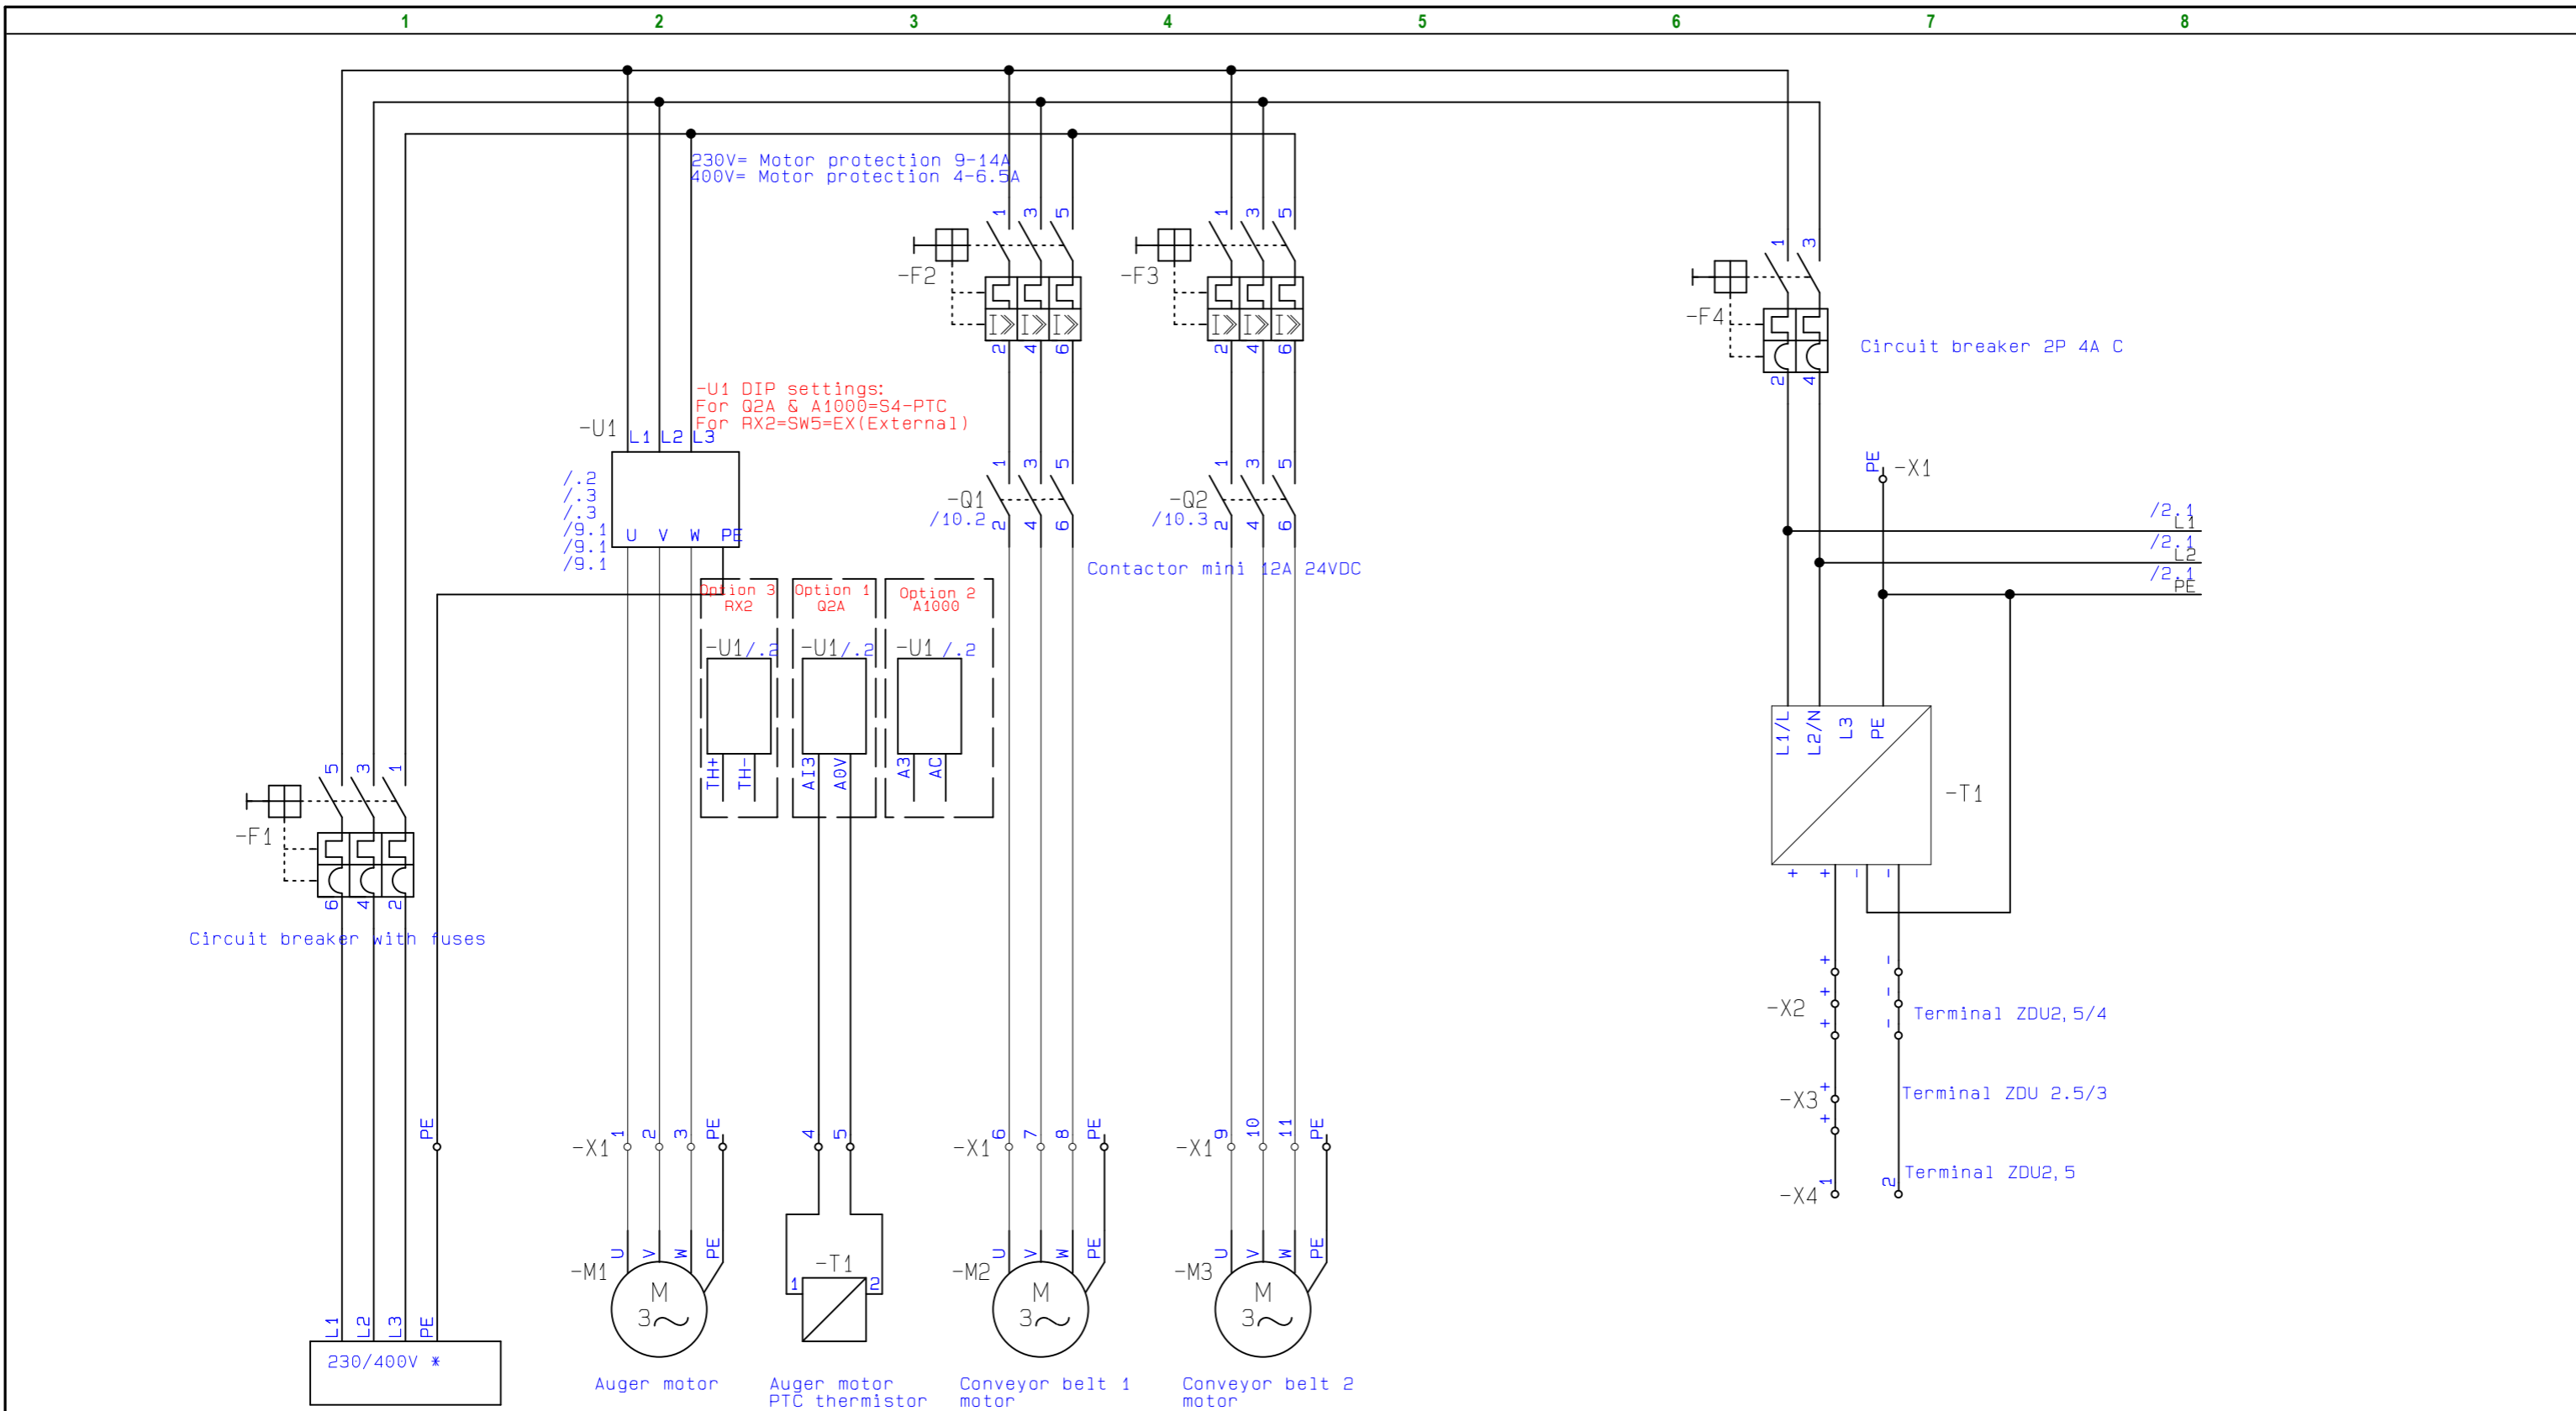 1 2 3 4 5 6 7 8
230V= Motor protection 9-14A
400V= Motor protection 4-6.5A
1 3 5
-F2
I>> I>> I>>
2 4 6
1 3 5
-F3
I>> I>> I>>
2 4 6
1 3
-F4
2 4
Circuit breaker 2P 4A C
-U1 DIP settings:
For Q2A & A1000=S4-PTC
For RX2=SW5=EX(External)
-U1
L1 L2 L3
/.2
/.3
/.3
/9.1
/9.1
/9.1
U V W PE
1 3 5
-Q1
/10.2
2 4 6
1 3 5
-Q2
/10.3
2 4 6
Contactor mini 12A 24VDC
PE
-X1
/2.1
L1
/2.1
L2
/2.1
PE
Option 3
RX2
-U1/.2
TH+ TH-
Option 1
Q2A
-U1/.2
AI3 A0V
Option 2
A1000
-U1 /.2
A3 AC
L1/L L2/N L3 PE
-T1
+ + - -
5 3 1
-F1
6 4 2
Circuit breaker with fuses
+ -
+ -
-X2
+ -
Terminal ZDU2,5/4
+
-X3
+
Terminal ZDU 2.5/3
1 2
-X4
Terminal ZDU2,5
PE
-X1
1 2 3 PE
4 5
-X1
6 7 8 PE
-X1
9 10 11 PE
U V W PE
-M1
M
3~
-T1
1 2
U V W PE
-M2
M
3~
U V W PE
-M3
M
3~
L1 L2 L3 PE
230/400V *
Auger motor
Auger motor
PTC thermistor
Conveyor belt 1
motor
Conveyor belt 2
motor